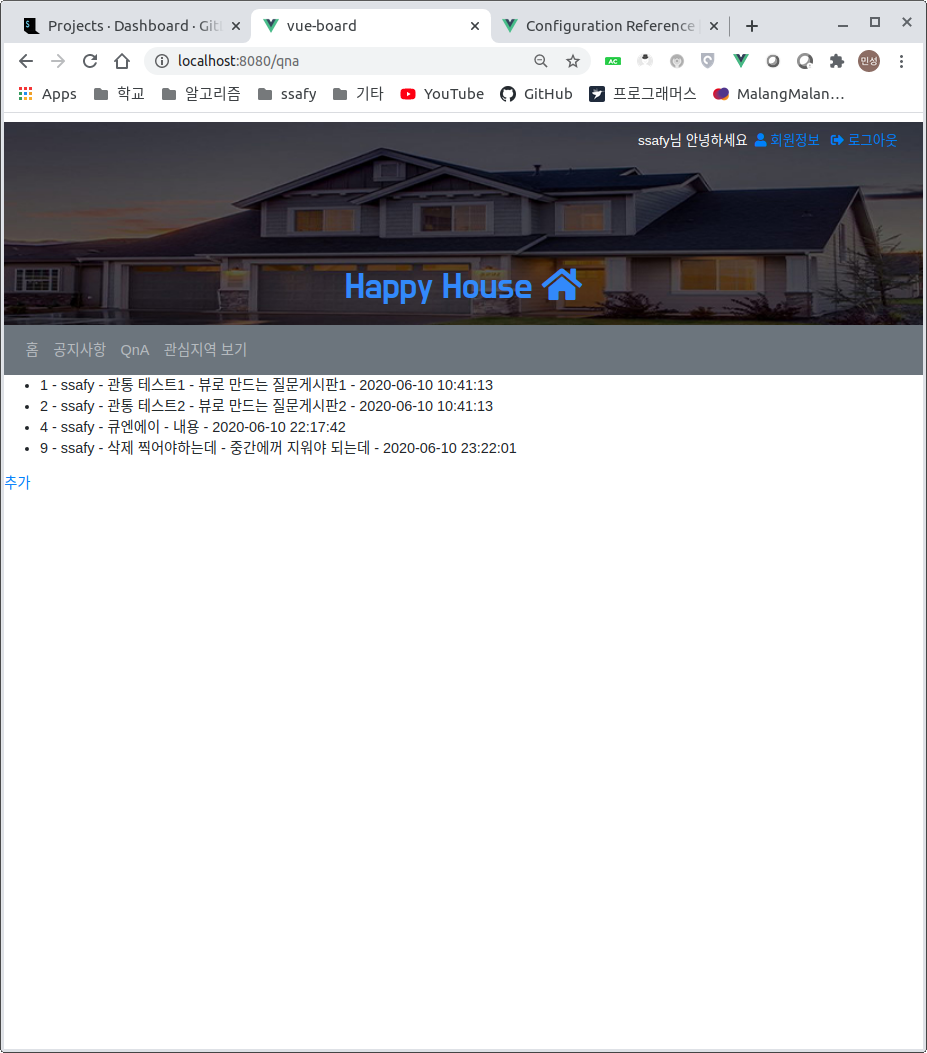 Projects · Dashboard · Git
vue-board
Configuration Reference
localhost:8080/qna
AC
민성
Apps 학교 알고리즘 ssafy 기타 YouTube GitHub 프로그래머스 MalangMalan…
ssafy님 안녕하세요 회원정보 로그아웃
Happy House
홈 공지사항 QnA 관심지역 보기
• 1 - ssafy - 관통 테스트1 - 뷰로 만드는 질문게시판1 - 2020-06-10 10:41:13
• 2 - ssafy - 관통 테스트2 - 뷰로 만드는 질문게시판2 - 2020-06-10 10:41:13
• 4 - ssafy - 큐엔에이 - 내용 - 2020-06-10 22:17:42
• 9 - ssafy - 삭제 찍어야하는데 - 중간에꺼 지워야 되는데 - 2020-06-10 23:22:01
추가